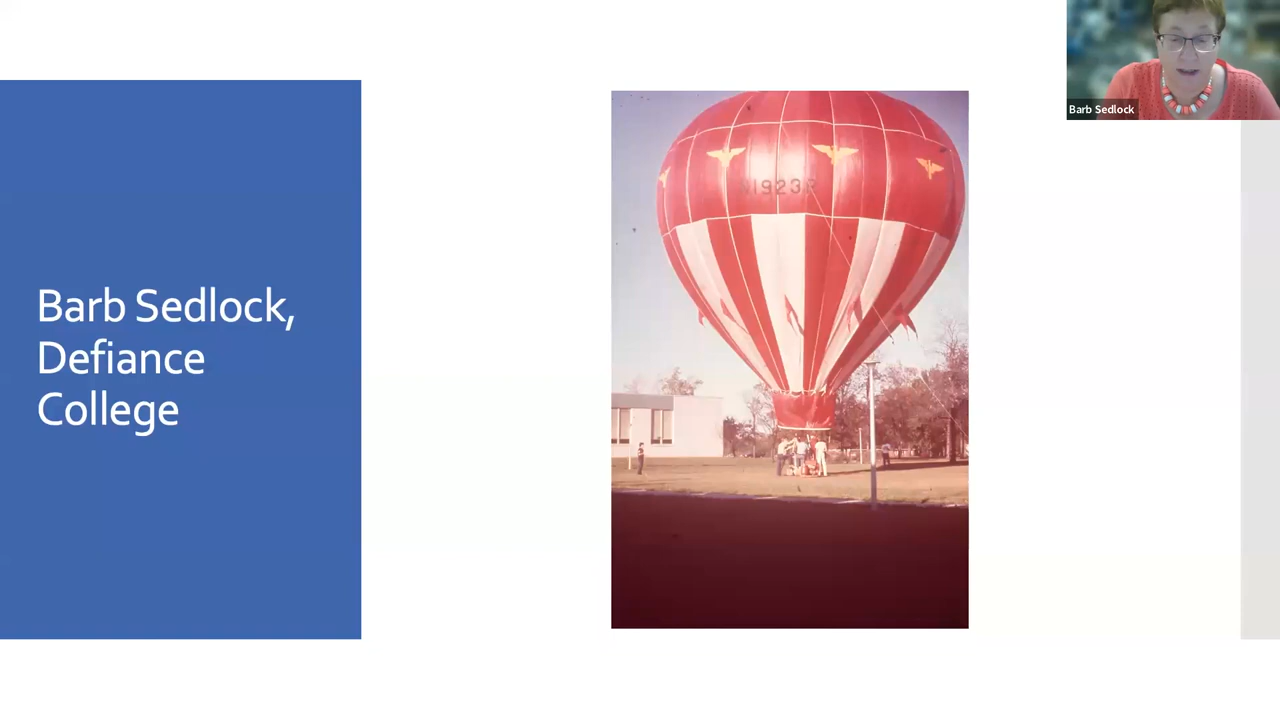 Barb Sedlock
Barb Sedlock,
Defiance
College